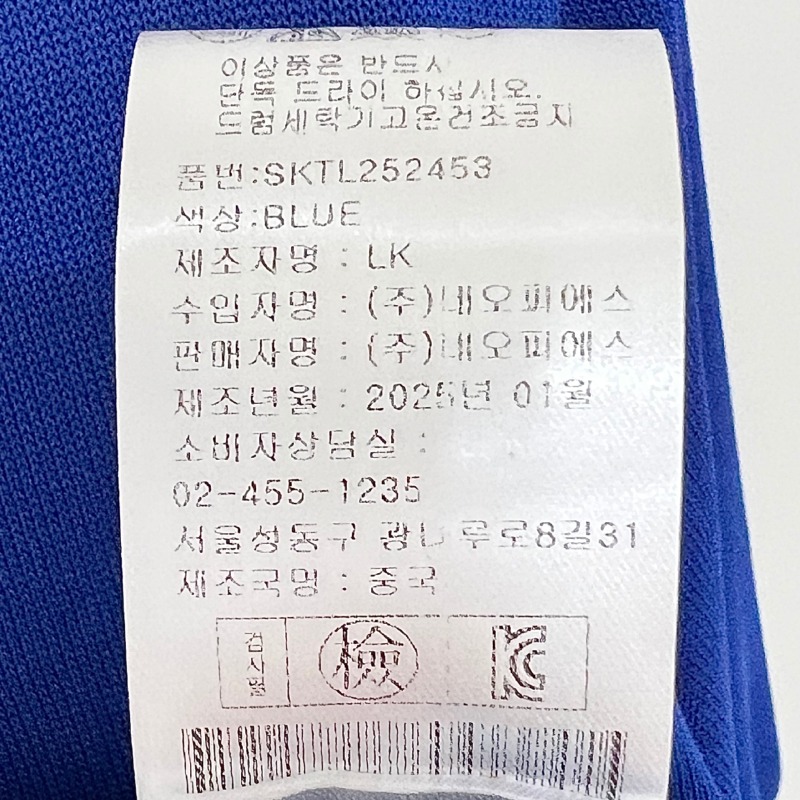 이상품은 반드시
단독 드라이 하십시오.
드럼세탁기고온건조금지
품번:SKTL252453
색상:BLUE
제조자명 : LK
수입자명 : (주)네오피에스
판매자명 : (주)네오피에스
제조년월 : 2025년 01월
소비자상담실 :
02-455-1235
서울성동구 광나루로8길31
제조국명 : 중국
검사필 檢 KC